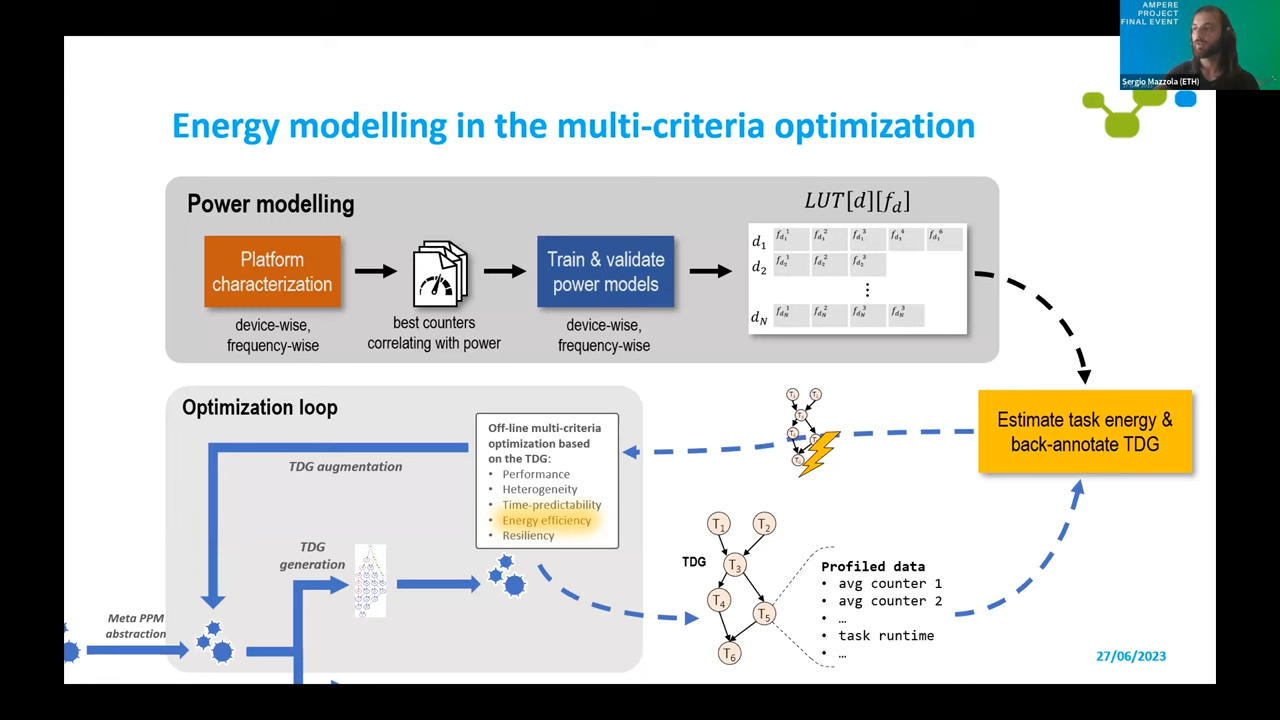 AMPERE
PROJECT
FINAL EVENT
Sergio Mazzola (ETH)
Energy modelling in the multi-criteria optimization
Power modelling
LUT[d][f_d]
Platform
characterization
device-wise,
frequency-wise
best counters
correlating with power
Train & validate
power models
device-wise,
frequency-wise
d1
d2
⋮
dN
Optimization loop
Off-line multi-criteria
optimization based
on the TDG:
• Performance
• Heterogeneity
• Time-predictability
• Energy efficiency
• Resiliency
TDG augmentation
TDG
generation
Meta PPM
abstraction
Estimate task energy &
back-annotate TDG
TDG
T1
T2
T3
T4
T5
T6
Profiled data
• avg counter 1
• avg counter 2
• …
• task runtime
• …
27/06/2023